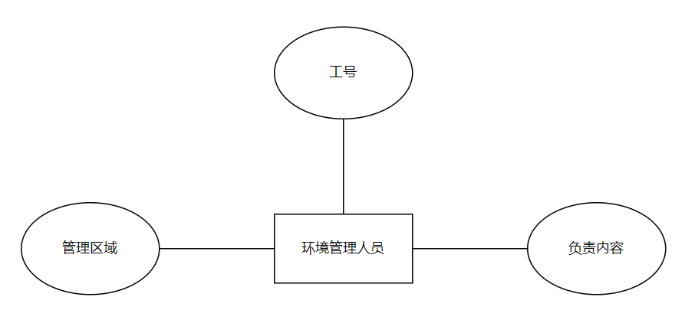 工号
管理区域
环境管理人员
负责内容